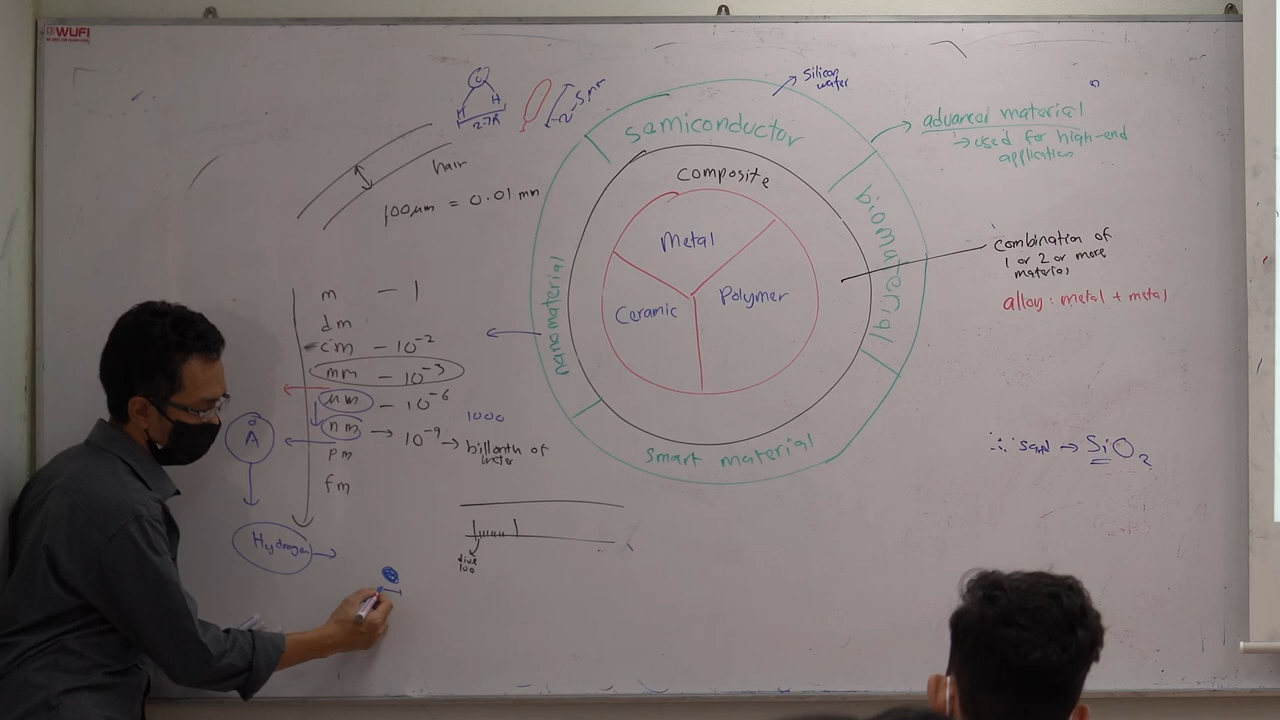 WUFI
H
H
2.7Å
hair
100µm = 0.01 mm
m - 1
dm
cm - 10⁻²
mm - 10⁻³
µm - 10⁻⁶
nm → 10⁻⁹ → billionth of
meter
1000
pm
fm
Å
Hydrogen →
100
semiconductor
composite
Metal
Ceramic
Polymer
nanomaterial
biomaterial
smart material
Silicon
wafer
advanced material
→ used for high-end
application
combination of
1 or 2 or more
material
alloy: metal + metal
∴ sand → SiO₂